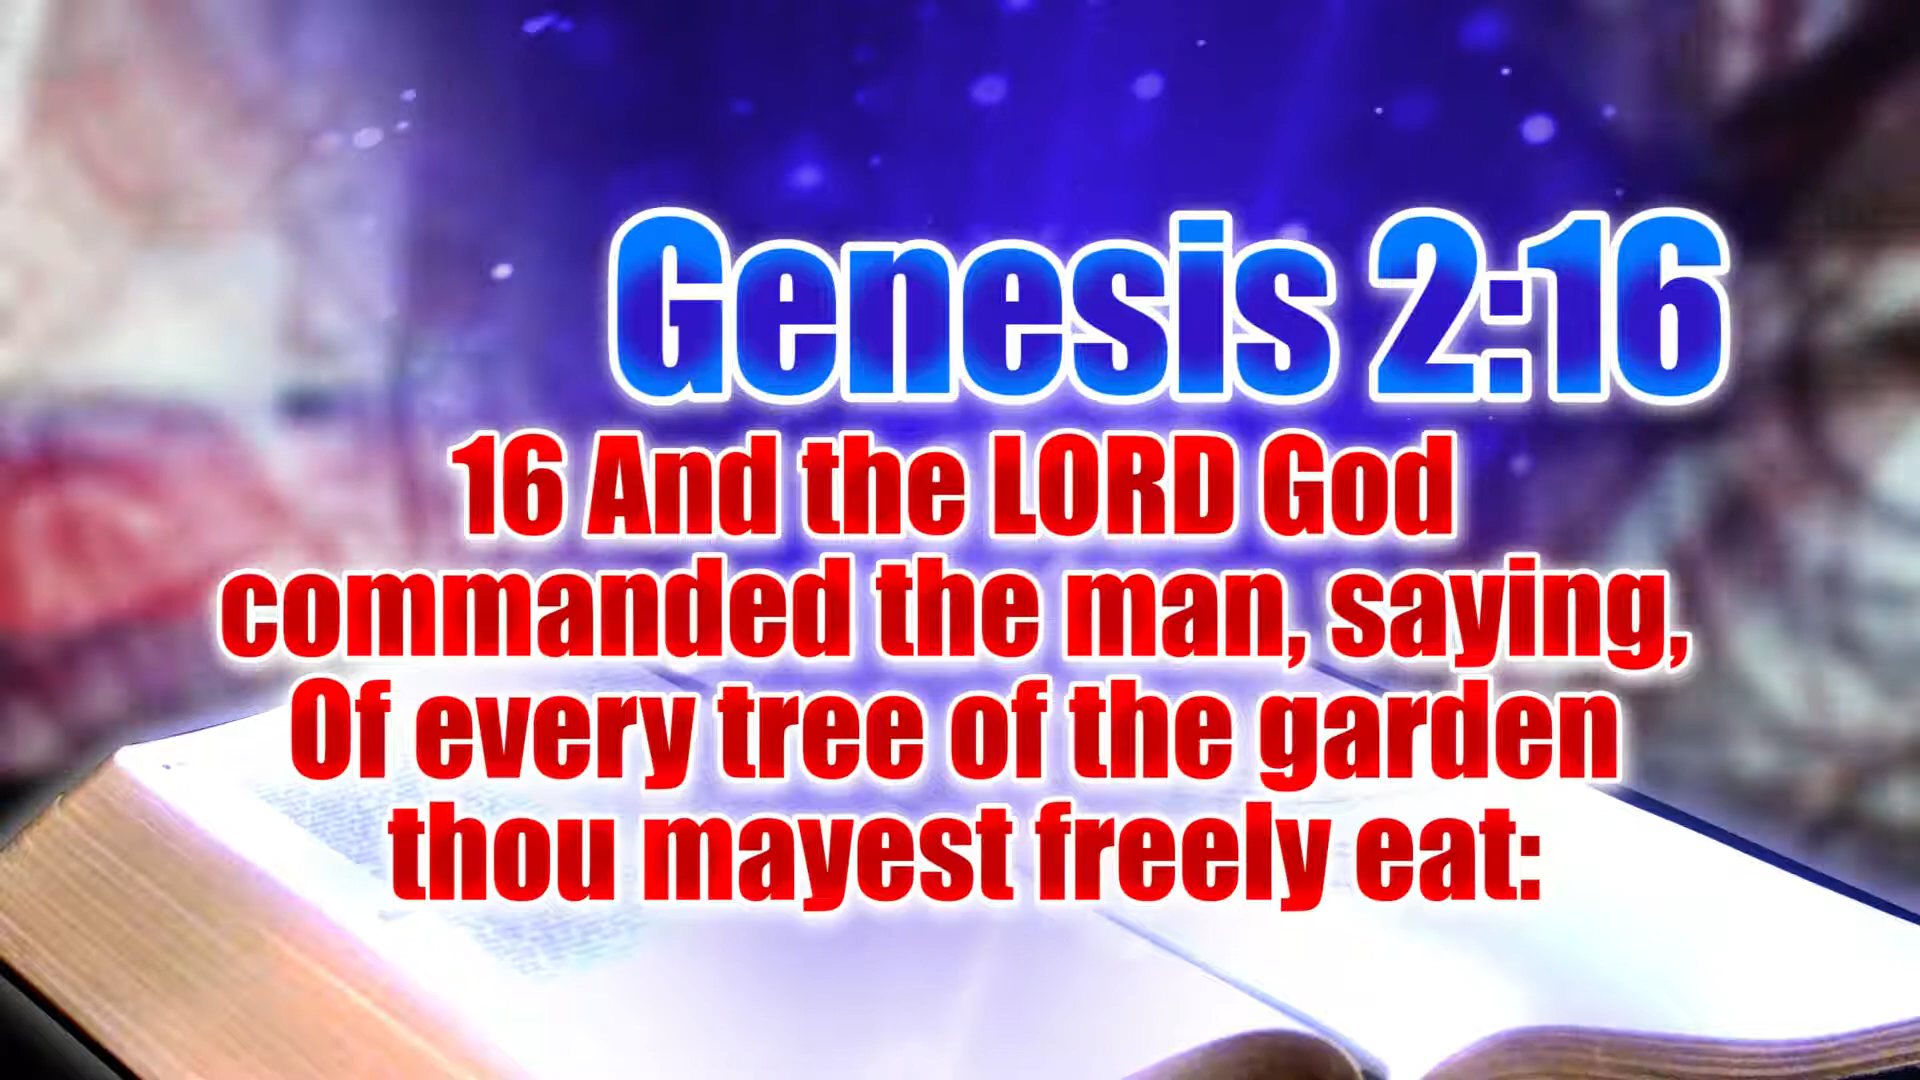 Genesis 2:16
16 And the LORD God
commanded the man, saying,
Of every tree of the garden
thou mayest freely eat: